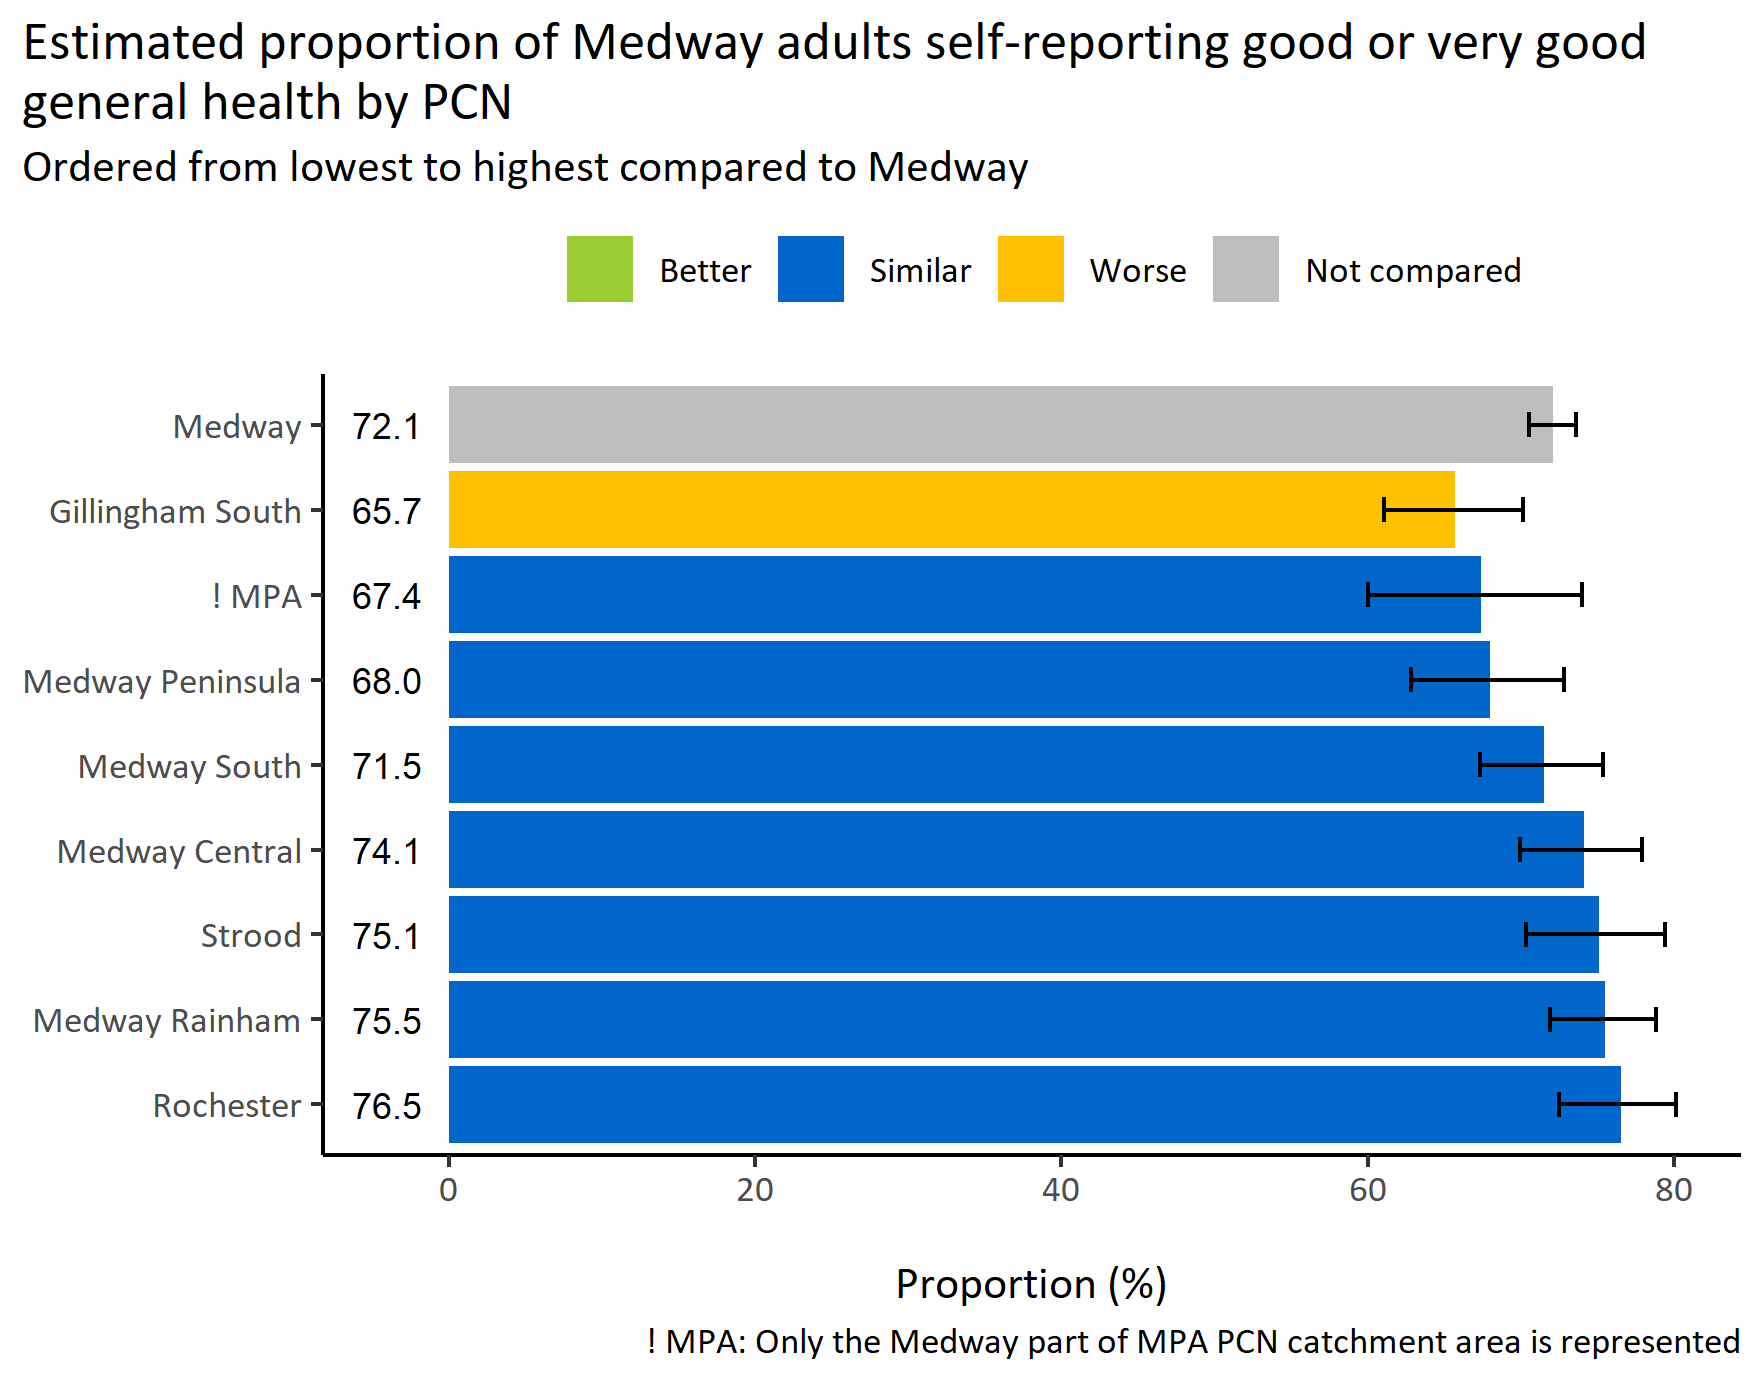 Estimated proportion of Medway adults self-reporting good or very good
general health by PCN
Ordered from lowest to highest compared to Medway
Better Similar Worse Not compared
Medway 72.1
Gillingham South 65.7
! MPA 67.4
Medway Peninsula 68.0
Medway South 71.5
Medway Central 74.1
Strood 75.1
Medway Rainham 75.5
Rochester 76.5
0 20 40 60 80
Proportion (%)
! MPA: Only the Medway part of MPA PCN catchment area is represented